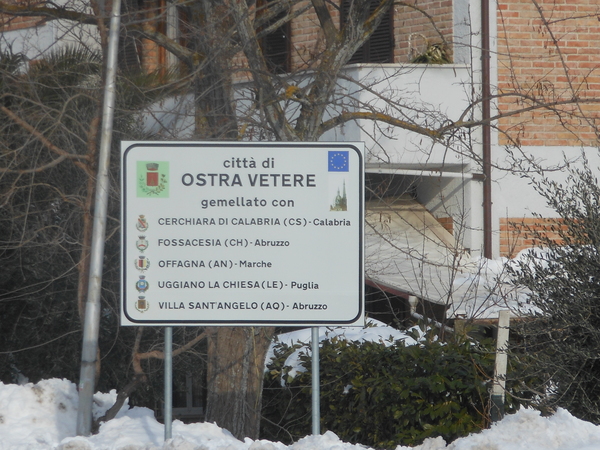 città di
OSTRA VETERE
gemellato con
CERCHIARA DI CALABRIA (CS) - Calabria
FOSSACESIA (CH) - Abruzzo
OFFAGNA (AN) - Marche
UGGIANO LA CHIESA (LE) - Puglia
VILLA SANT'ANGELO (AQ) - Abruzzo